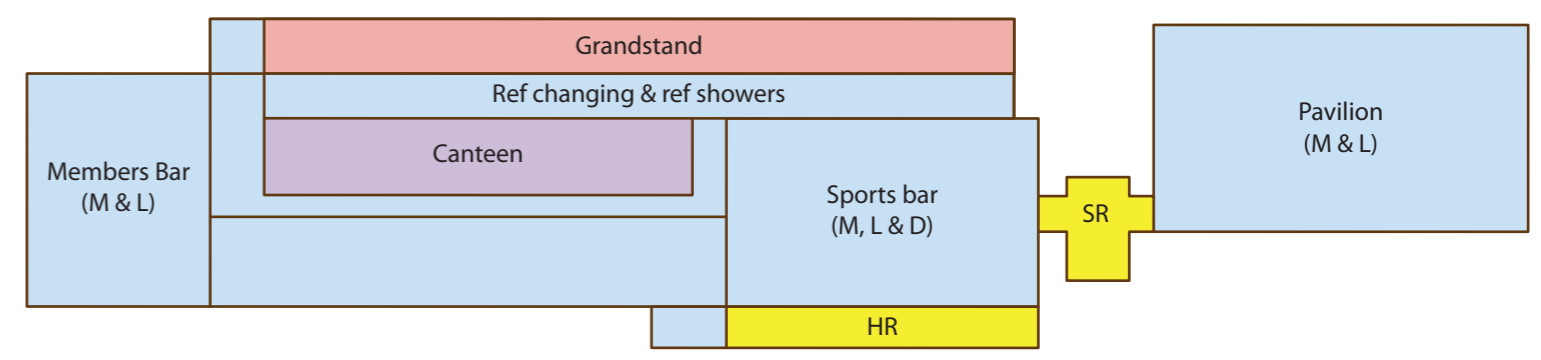 Grandstand
Ref changing & ref showers
Canteen
Members Bar
(M & L)
Sports bar
(M, L & D)
SR
Pavilion
(M & L)
HR